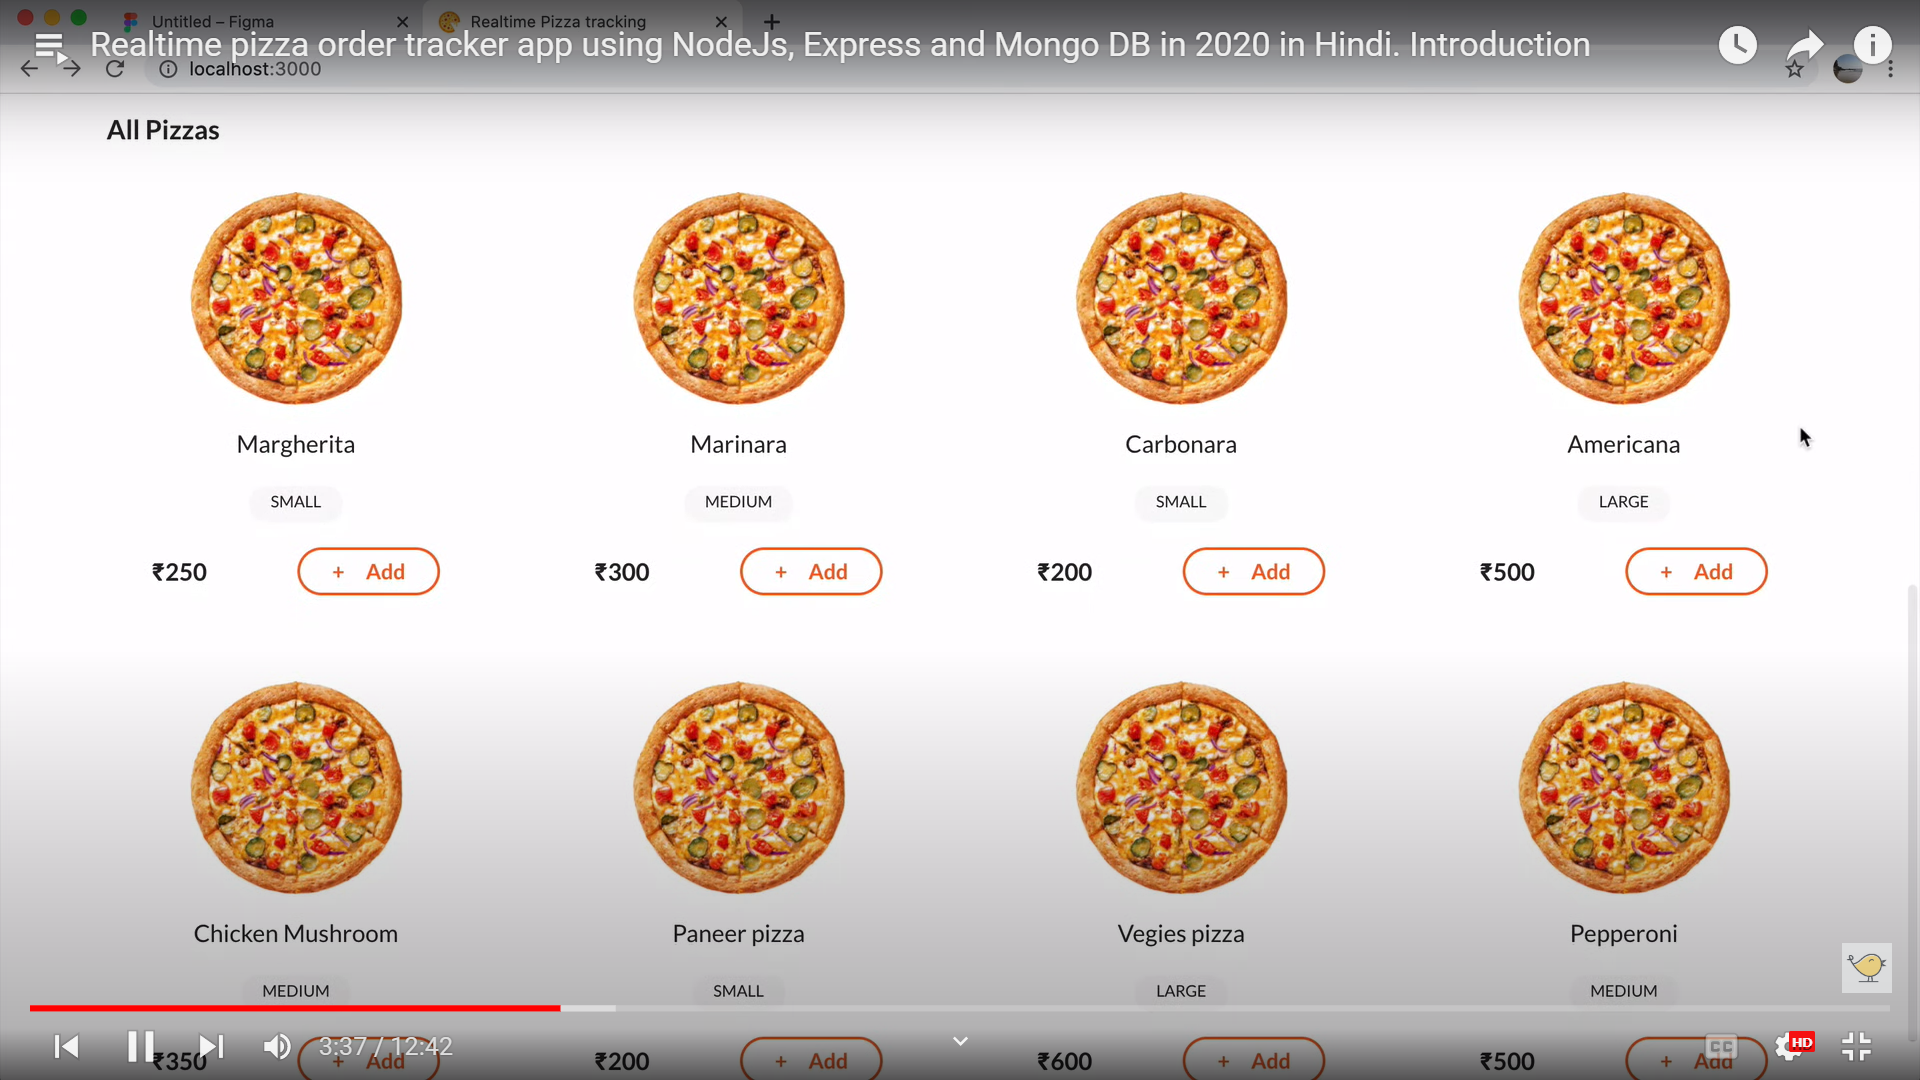 Untitled – Figma
Realtime Pizza tracking
Realtime pizza order tracker app using NodeJs, Express and Mongo DB in 2020 in Hindi. Introduction
localhost:3000
All Pizzas
Margherita Marinara Carbonara Americana
SMALL MEDIUM SMALL LARGE
₹250 + Add ₹300 + Add ₹200 + Add ₹500 + Add
Chicken Mushroom Paneer pizza Vegies pizza Pepperoni
MEDIUM SMALL LARGE MEDIUM
3:37 / 12:42 CC HD
₹350 + Add ₹200 + Add ₹600 + Add ₹500 + Add